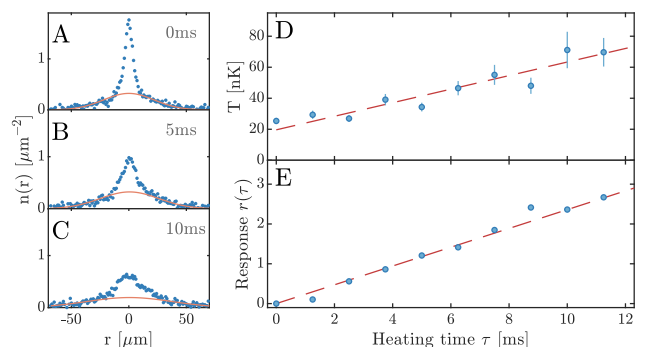 A
0ms
1
0
B
5ms
1
0
C
10ms
1
0
−50
0
50
r [μm]
n(r) [μm⁻²]
D
80
60
40
20
0
T [nK]
E
3
2
1
0
Response r(τ)
0
2
4
6
8
10
12
Heating time τ [ms]